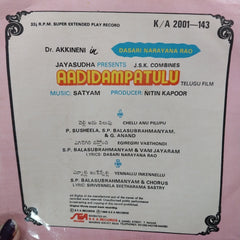 33⅓ R.P.M. SUPER EXTENDED PLAY RECORD
K/A 2001–143
Dr. AKKINENI in DASARI NARAYANA RAO
JAYASUDHA PRESENTS J.S.K. COMBINES
AADIDAMPATULU
TELUGU FILM
MUSIC: SATYAM PRODUCER: NITIN KAPOOR
CHELLI ANU PILUPU
P. SUSHEELA, S.P. BALASUBRAHMANYAM,
& G. ANAND
EGIREGIRI VASTHONDI
S.P. BALASUBRAHMANYAM & VANI JAYARAM
LYRIC: DASARI NARAYANA RAO
YENNALLU INKENNELLU
S.P. BALASUBRAHMANYAM & CHORUS
LYRIC: SIRIVENNELA SEETHARAMA SASTRY